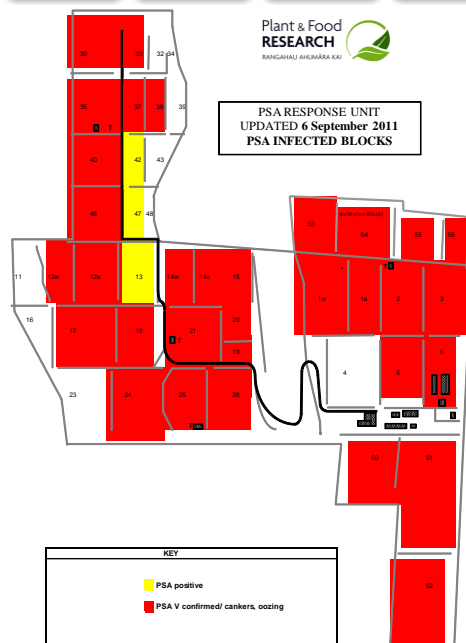 Plant & Food
RESEARCH
RANGAHAU AHUMĀRA KAI
PSA RESPONSE UNIT
UPDATED 6 September 2011
PSA INFECTED BLOCKS
30 33 32 34
36 37 38 39
T
40 42 43
45 47 48
53 54 55 56
11 12w 12e 13 14w 14e 15
T
1w 1e 2 3
16 17 18 21 20
T
19
4 5 6
23 24 25 26
T
50 51
52
KEY
PSA positive
PSA V confirmed/ cankers, oozing